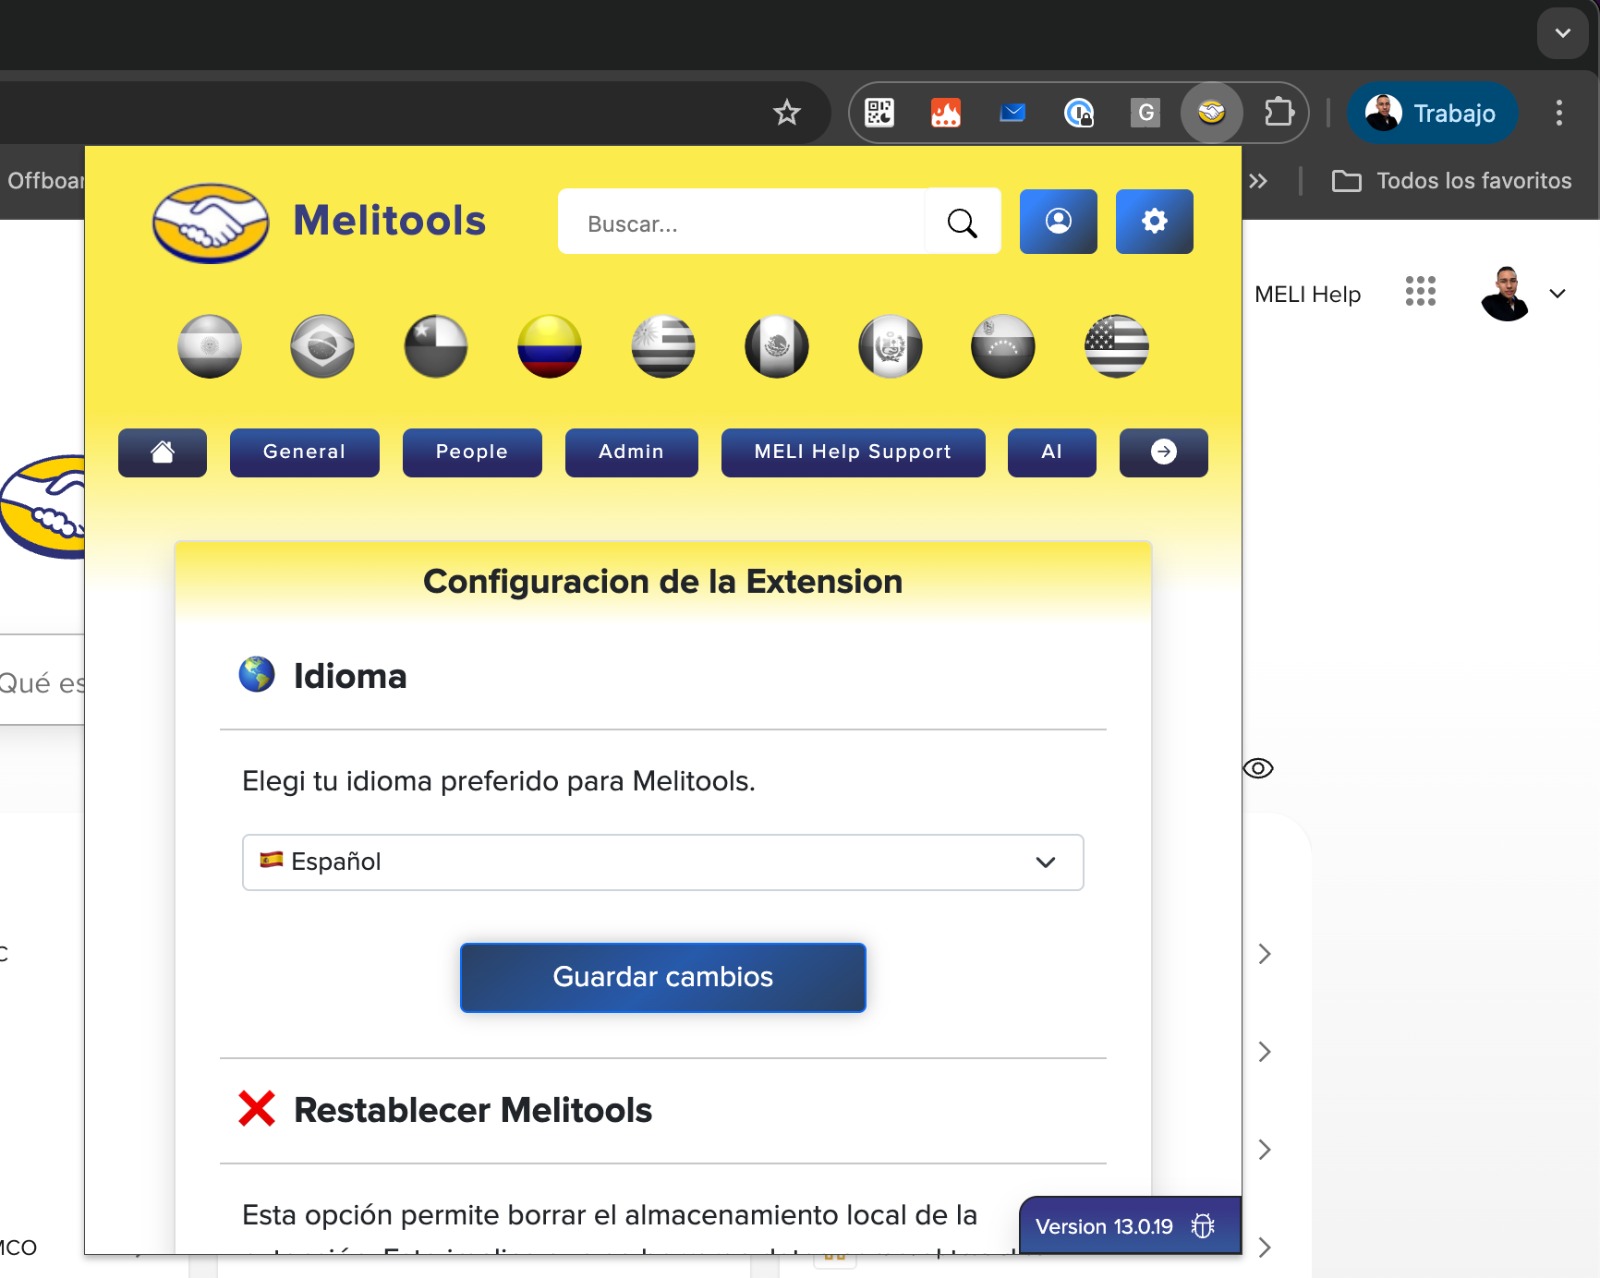 Trabajo
Offboar
Todos los favoritos
Melitools
Buscar...
MELI Help
General
People
Admin
MELI Help Support
AI
Configuracion de la Extension
Idioma
Qué es
Elegi tu idioma preferido para Melitools.
Español
Guardar cambios
Restablecer Melitools
Esta opción permite borrar el almacenamiento local de la
Version 13.0.19
MCO